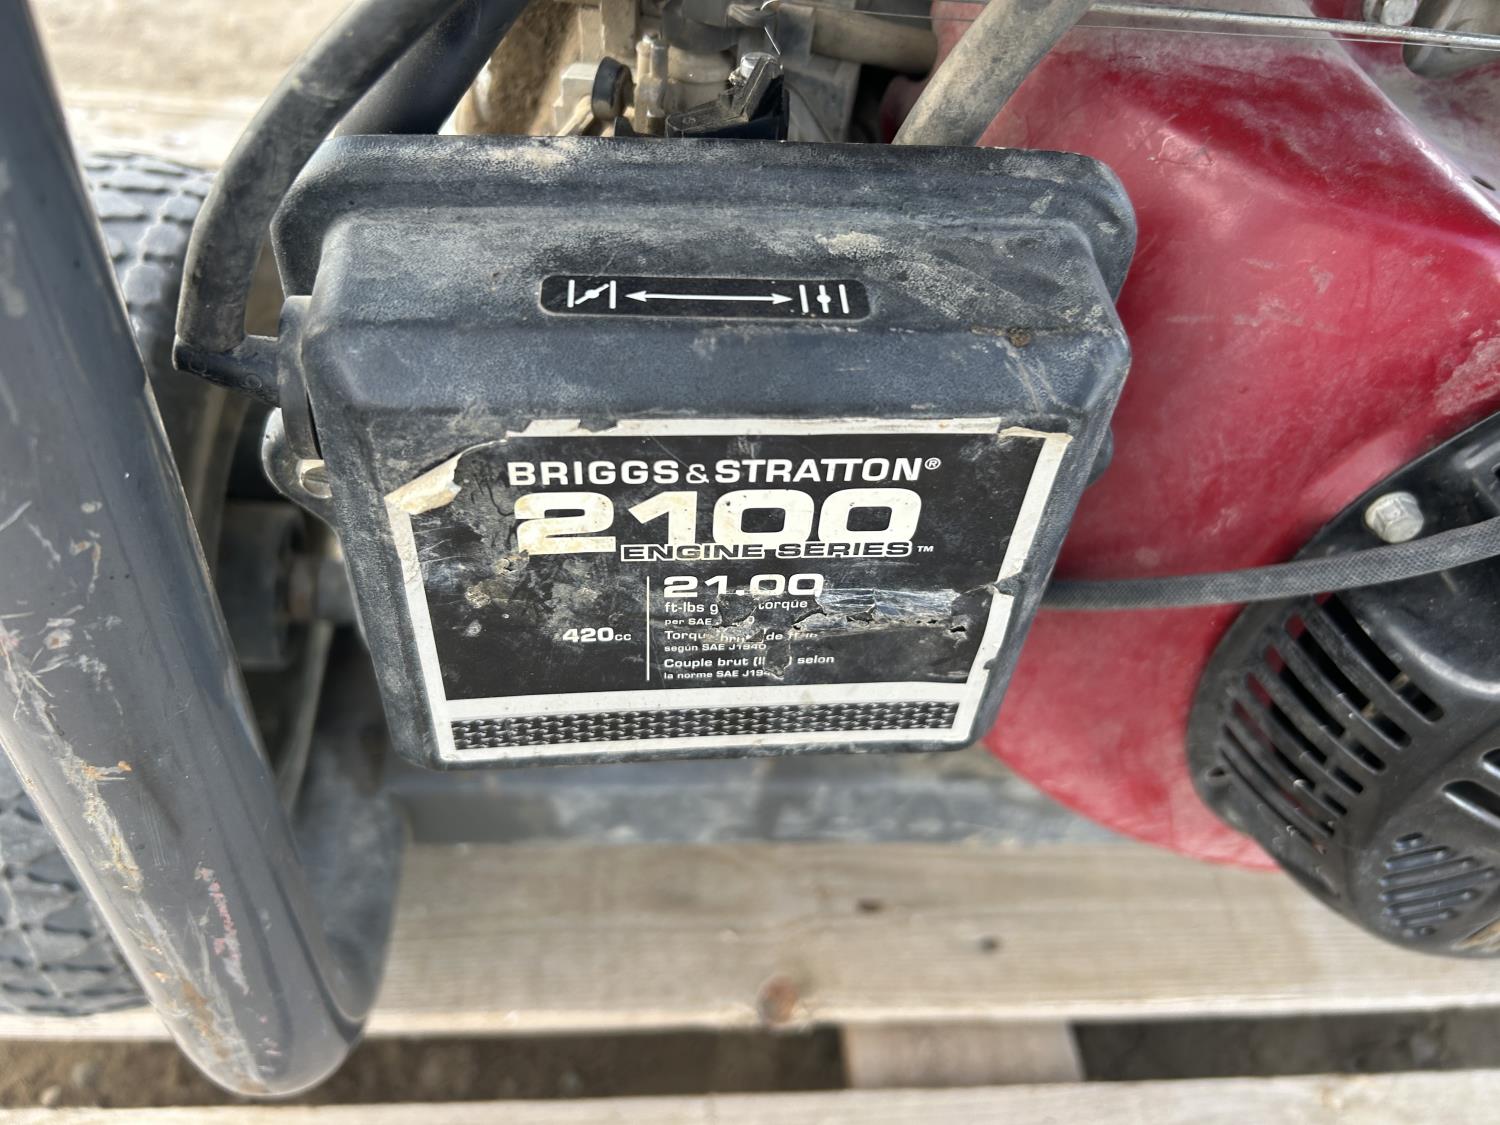 BRIGGS & STRATTON®
2100
ENGINE SERIES™
21.00
ft-lbs torque
per SAE
420cc
de
según SAE J1940
Couple brut selon
la norme SAE